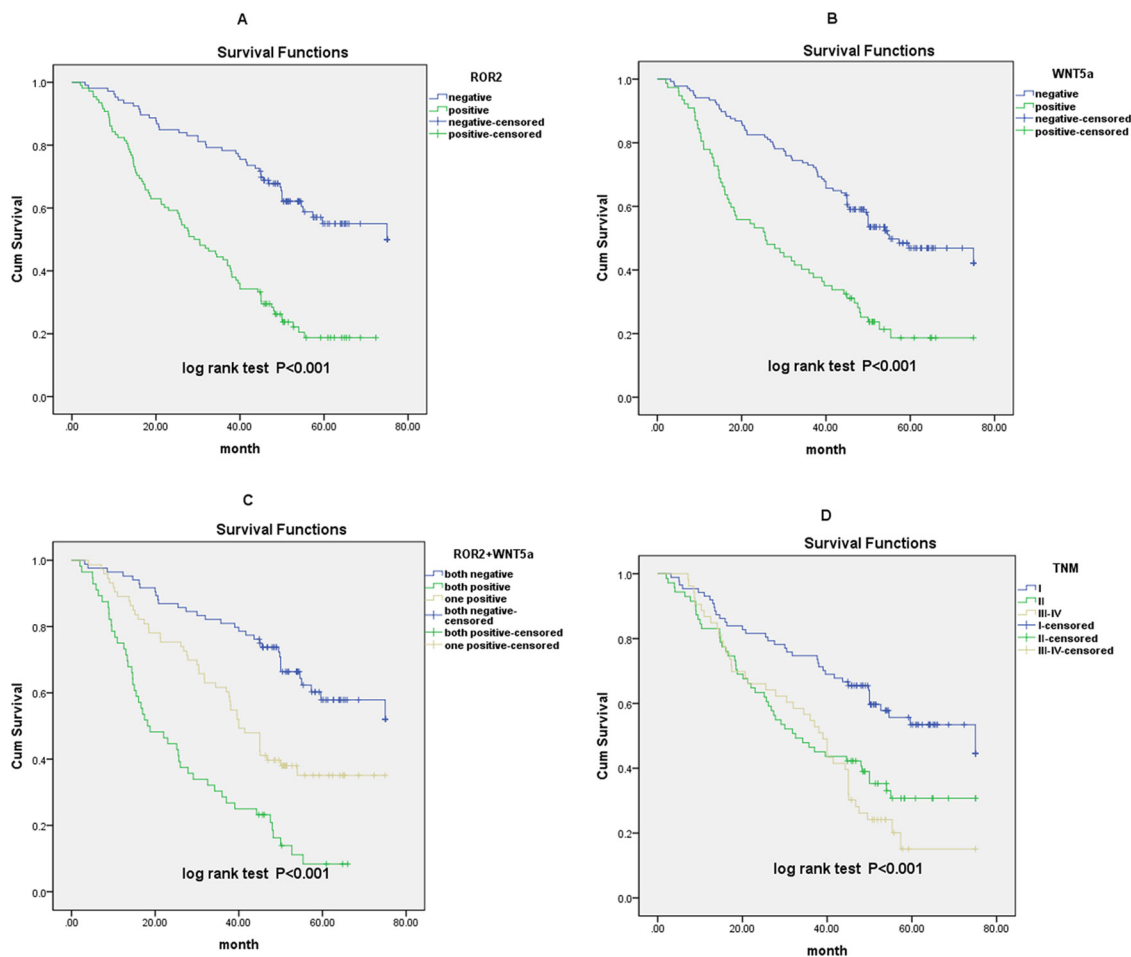 A
Survival Functions
ROR2
negative
positive
negative-censored
positive-censored
1.0
0.8
0.6
0.4
0.2
0.0
Cum Survival
log rank test P<0.001
.00 20.00 40.00 60.00 80.00
month
B
Survival Functions
WNT5a
negative
positive
negative-censored
positive-censored
1.0
0.8
0.6
0.4
0.2
0.0
Cum Survival
log rank test P<0.001
.00 20.00 40.00 60.00 80.00
month
C
Survival Functions
ROR2+WNT5a
both negative
both positive
one positive
both negative-
censored
both positive-censored
one positive-censored
1.0
0.8
0.6
0.4
0.2
0.0
Cum Survival
log rank test P<0.001
.00 20.00 40.00 60.00 80.00
month
D
Survival Functions
TNM
I
II
III-IV
I-censored
II-censored
III-IV-censored
1.0
0.8
0.6
0.4
0.2
0.0
Cum Survival
log rank test P<0.001
.00 20.00 40.00 60.00 80.00
month